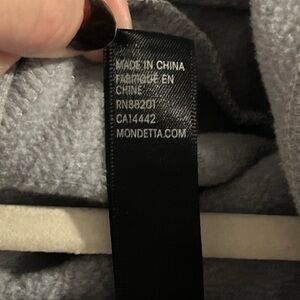 MADE IN CHINA
FABRIQUÉ EN
CHINE
RN88201
CA14442
MONDETTA.COM